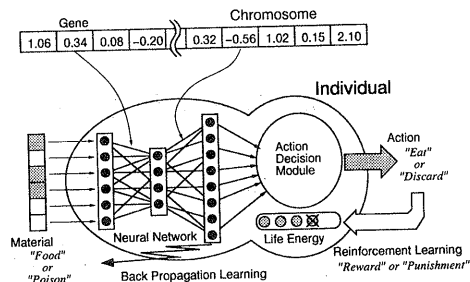 Gene
Chromosome
1.06 0.34 0.08 -0.20 0.32 -0.56 1.02 0.15 2.10
Individual
Action
Decision
Module
Action
"Eat"
or
"Discard"
Material
"Food"
or
"Poison"
Neural Network
Life Energy
Reinforcement Learning
"Reward" or "Punishment"
Back Propagation Learning